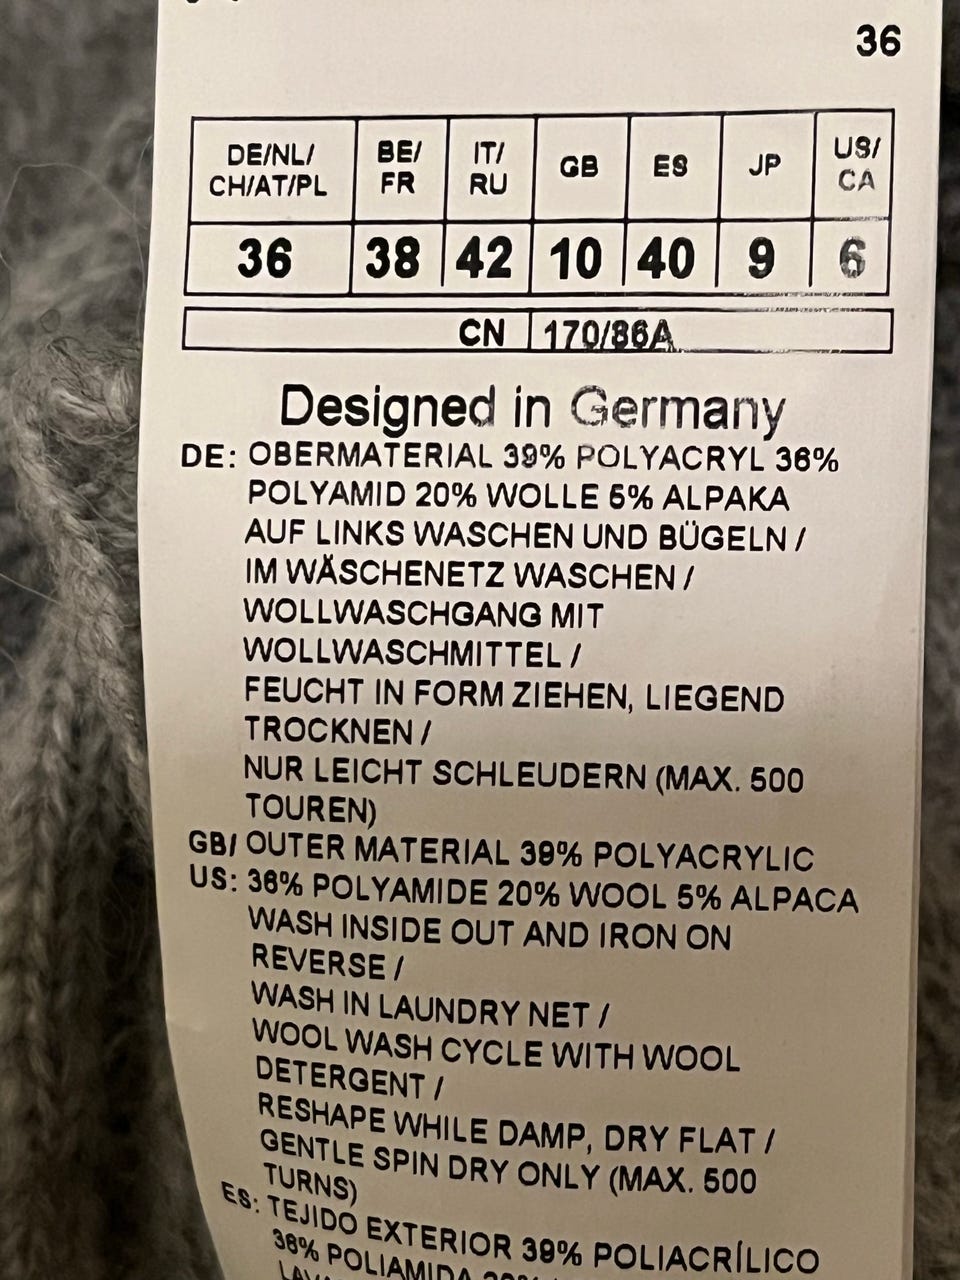 36
DE/NL/ CH/AT/PL BE/ FR IT/ RU GB ES JP US/ CA
36 38 42 10 40 9 6
CN 170/86A
Designed in Germany
DE: OBERMATERIAL 39% POLYACRYL 36%
POLYAMID 20% WOLLE 5% ALPAKA
AUF LINKS WASCHEN UND BÜGELN /
IM WÄSCHENETZ WASCHEN /
WOLLWASCHGANG MIT
WOLLWASCHMITTEL /
FEUCHT IN FORM ZIEHEN, LIEGEND
TROCKNEN /
NUR LEICHT SCHLEUDERN (MAX. 500
TOUREN)
GB/ OUTER MATERIAL 39% POLYACRYLIC
US: 36% POLYAMIDE 20% WOOL 5% ALPACA
WASH INSIDE OUT AND IRON ON
REVERSE /
WASH IN LAUNDRY NET /
WOOL WASH CYCLE WITH WOOL
DETERGENT /
RESHAPE WHILE DAMP, DRY FLAT /
GENTLE SPIN DRY ONLY (MAX. 500
TURNS)
ES: TEJIDO EXTERIOR 39% POLIACRÍLICO
36% POLIAMIDA 20%